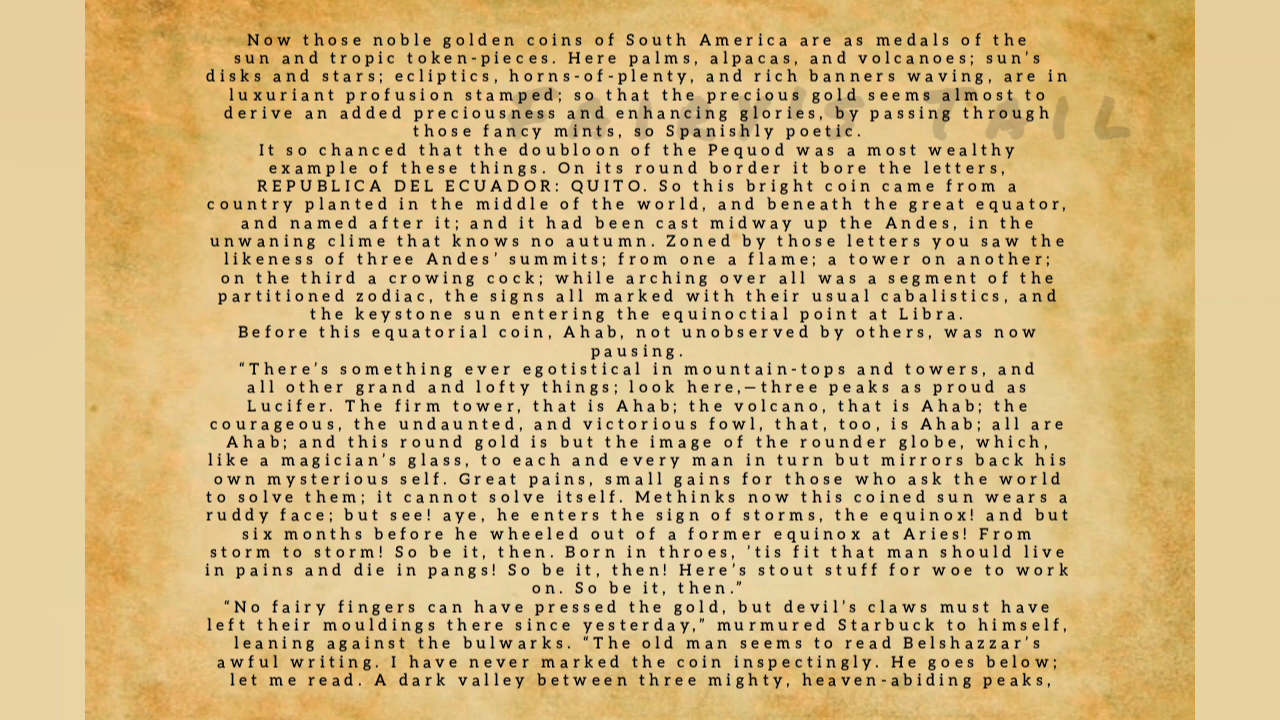 Now those noble golden coins of South America are as medals of the
sun and tropic token-pieces. Here palms, alpacas, and volcanoes; sun's
disks and stars; ecliptics, horns-of-plenty, and rich banners waving, are in
luxuriant profusion stamped; so that the precious gold seems almost to
derive an added preciousness and enhancing glories, by passing through
those fancy mints, so Spanishly poetic.
TAIL
It so chanced that the doubloon of the Pequod was a most wealthy
example of these things. On its round border it bore the letters,
REPUBLICA DEL ECUADOR: QUITO. So this bright coin came from a
country planted in the middle of the world, and beneath the great equator,
and named after it; and it had been cast midway up the Andes, in the
unwaning clime that knows no autumn. Zoned by those letters you saw the
likeness of three Andes' summits; from one a flame; a tower on another;
on the third a crowing cock; while arching over all was a segment of the
partitioned zodiac, the signs all marked with their usual cabalistics, and
the keystone sun entering the equinoctial point at Libra.
Before this equatorial coin, Ahab, not unobserved by others, was now
pausing.
“There's something ever egotistical in mountain-tops and towers, and
all other grand and lofty things; look here,—three peaks as proud as
Lucifer. The firm tower, that is Ahab; the volcano, that is Ahab; the
courageous, the undaunted, and victorious fowl, that, too, is Ahab; all are
Ahab; and this round gold is but the image of the rounder globe, which,
like a magician's glass, to each and every man in turn but mirrors back his
own mysterious self. Great pains, small gains for those who ask the world
to solve them; it cannot solve itself. Methinks now this coined sun wears a
ruddy face; but see! aye, he enters the sign of storms, the equinox! and but
six months before he wheeled out of a former equinox at Aries! From
storm to storm! So be it, then. Born in throes, 'tis fit that man should live
in pains and die in pangs! So be it, then! Here's stout stuff for woe to work
on. So be it, then.”
“No fairy fingers can have pressed the gold, but devil's claws must have
left their mouldings there since yesterday,” murmured Starbuck to himself,
leaning against the bulwarks. “The old man seems to read Belshazzar's
awful writing. I have never marked the coin inspectingly. He goes below;
let me read. A dark valley between three mighty, heaven-abiding peaks,